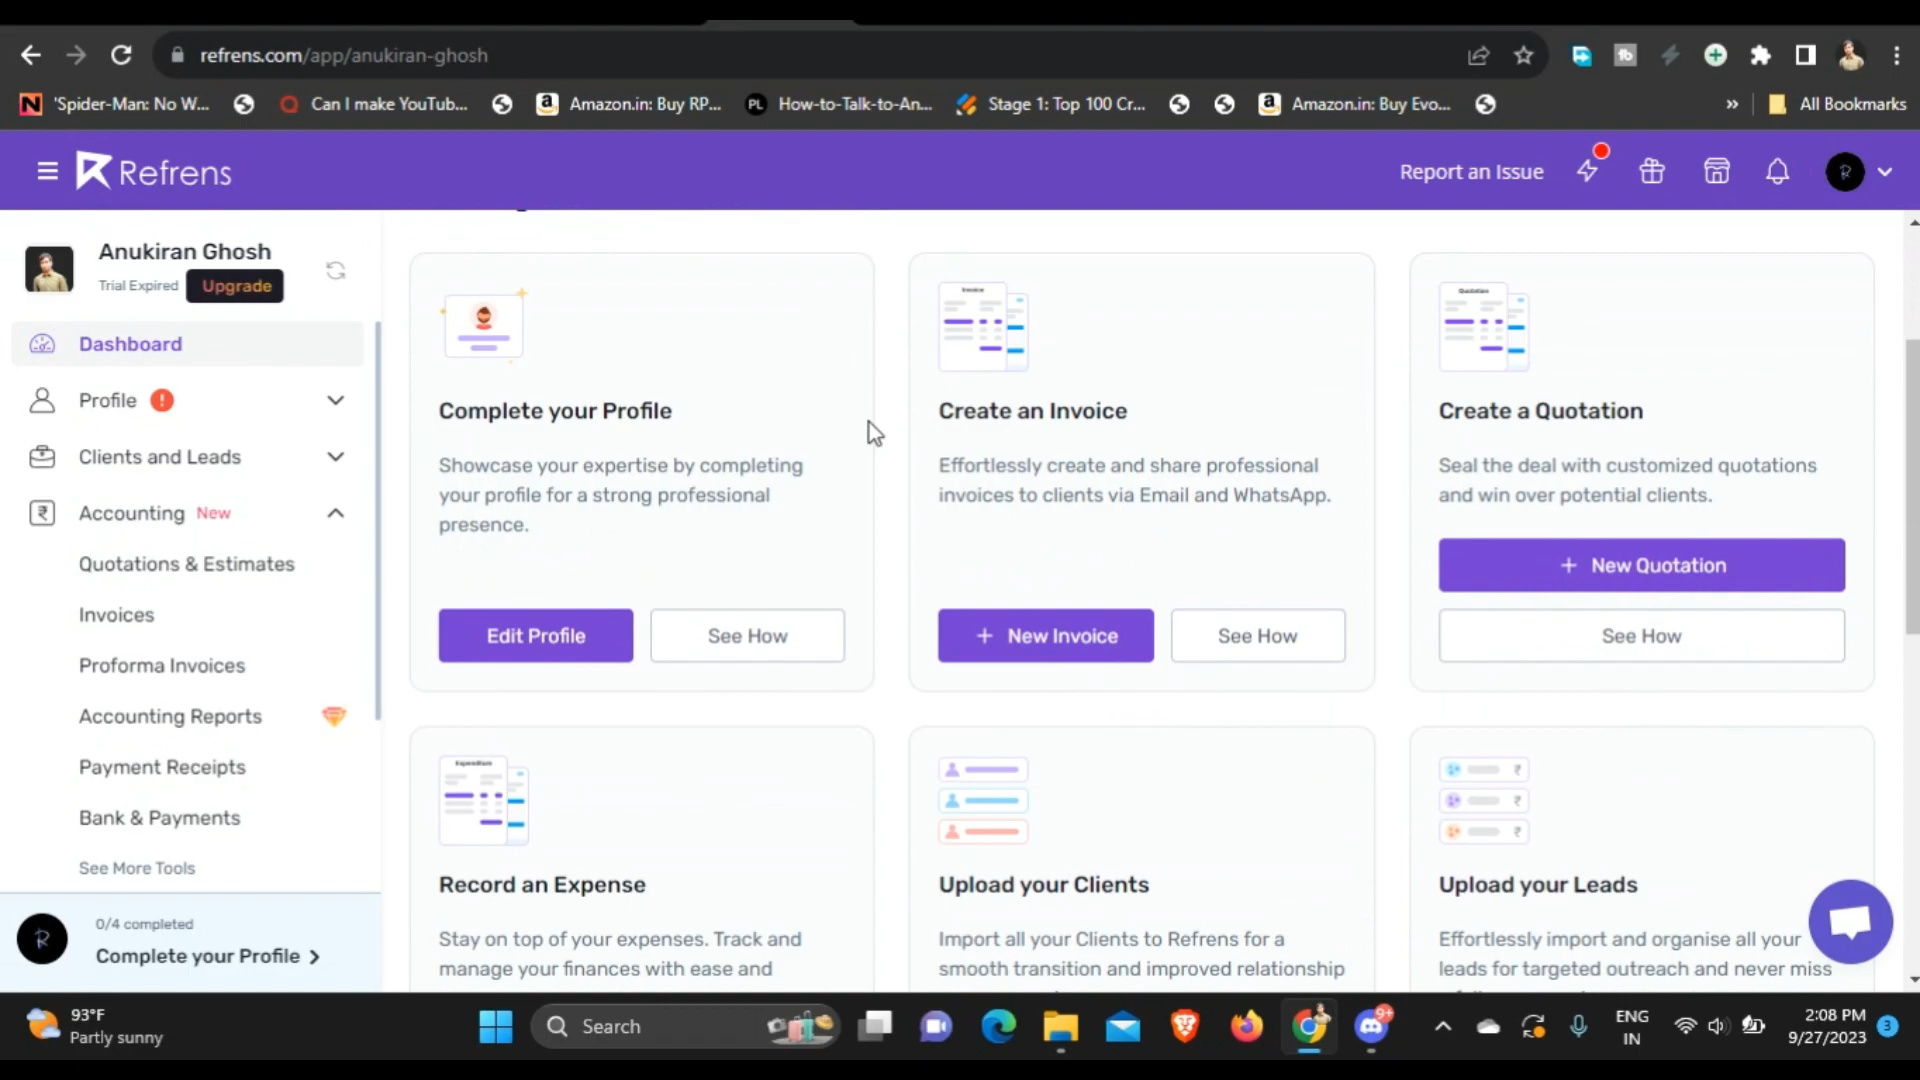 refrens.com/app/anukiran-ghosh
'Spider-Man: No W...
Can I make YouTub...
Amazon.in: Buy RP...
PL
How-to-Talk-to-An...
Stage 1: Top 100 Cr...
Amazon.in: Buy Evo...
»
All Bookmarks
Refrens
Report an Issue
Anukiran Ghosh
Trial Expired
Upgrade
Dashboard
Profile
Clients and Leads
Accounting New
Quotations & Estimates
Invoices
Proforma Invoices
Accounting Reports
Payment Receipts
Bank & Payments
See More Tools
0/4 completed
Complete your Profile
Complete your Profile
Showcase your expertise by completing
your profile for a strong professional
presence.
Edit Profile
See How
Invoice
Create an Invoice
Effortlessly create and share professional
invoices to clients via Email and WhatsApp.
+ New Invoice
See How
Quotation
Create a Quotation
Seal the deal with customized quotations
and win over potential clients.
+ New Quotation
See How
Expenditure
Record an Expense
Stay on top of your expenses. Track and
manage your finances with ease and
Upload your Clients
Import all your Clients to Refrens for a
smooth transition and improved relationship
Upload your Leads
Effortlessly import and organise all your
leads for targeted outreach and never miss
93°F
Partly sunny
Search
9+
ENG
IN
2:08 PM
9/27/2023
3